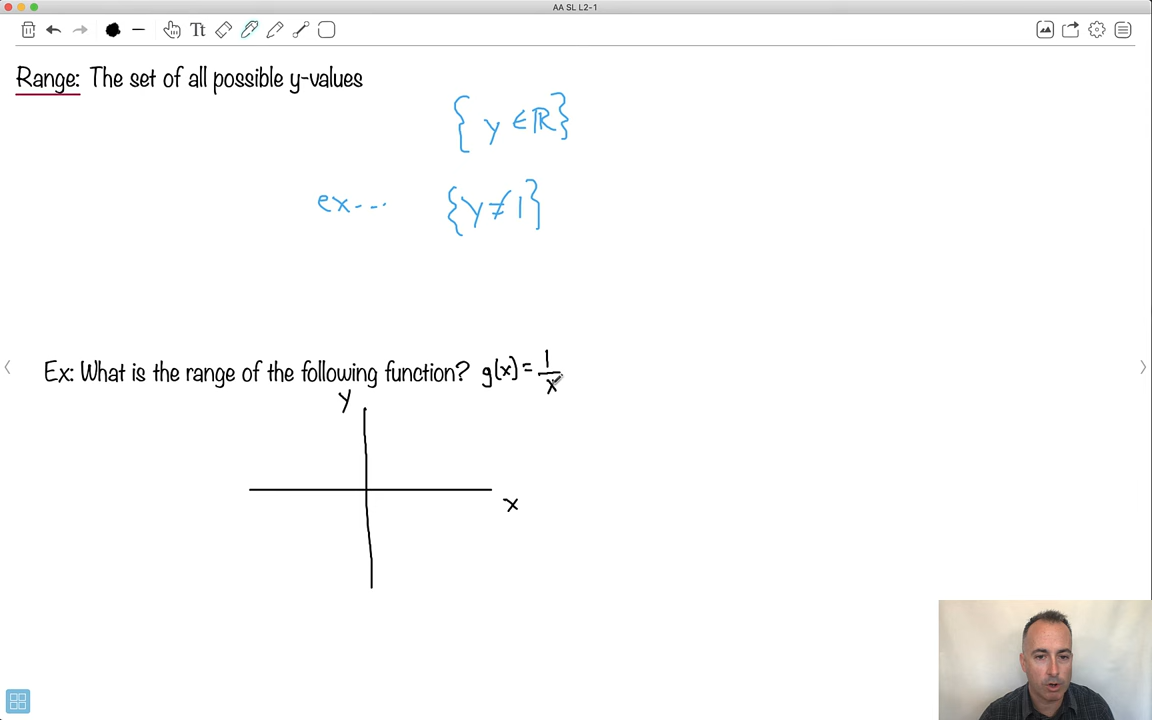 AA SL L2-1
Tt
Range: The set of all possible y-values
{y ∈ ℝ}
ex... {y ≠ 1}
Ex: What is the range of the following function? g(x) = 1/x
y
x